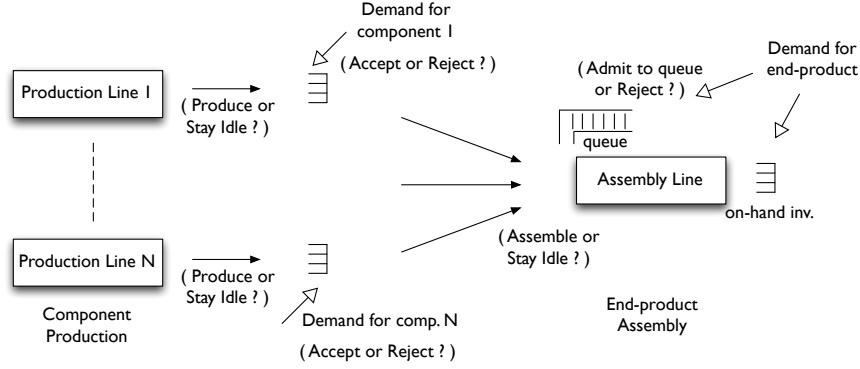 Demand for
component 1
(Accept or Reject ?)
Production Line 1
(Produce or
Stay Idle ?)
(Admit to queue
or Reject ?)
Demand for
end-product
queue
Assembly Line
on-hand inv.
(Assemble or
Stay Idle ?)
Production Line N
(Produce or
Stay Idle ?)
Component
Production
Demand for comp. N
(Accept or Reject ?)
End-product
Assembly